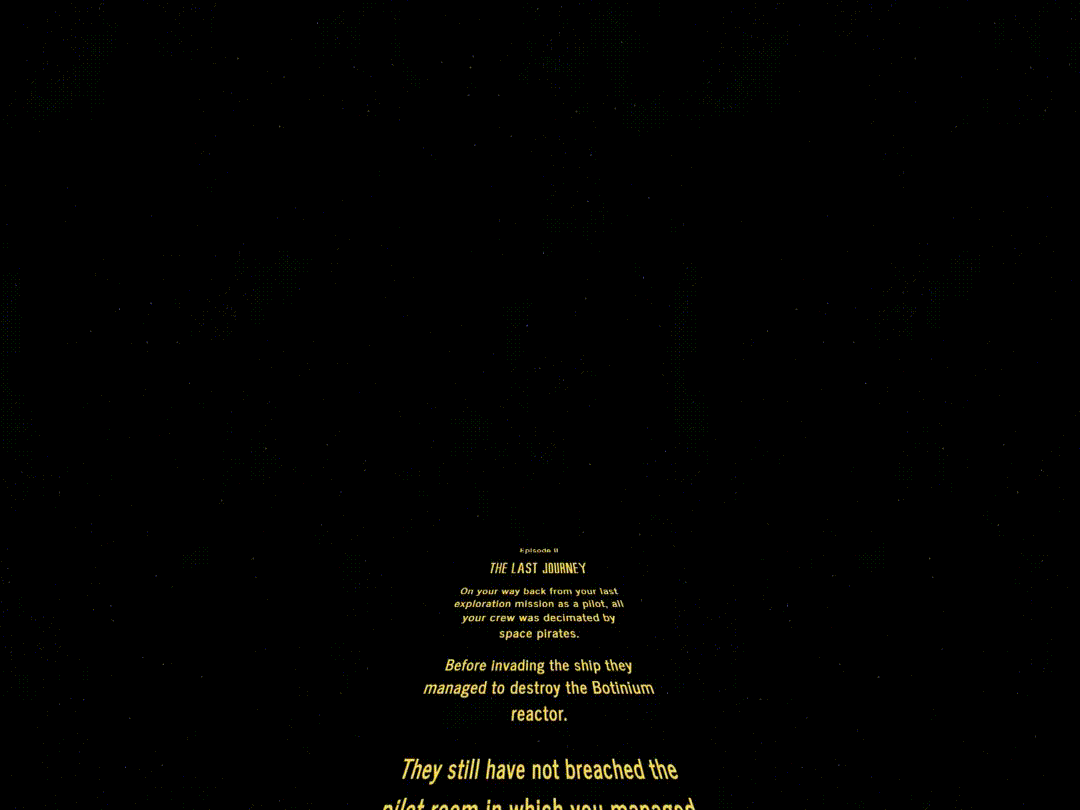 Episode II
THE LAST JOURNEY
On your way back from your last
exploration mission as a pilot, all
your crew was decimated by
space pirates.
Before invading the ship they
managed to destroy the Botinium
reactor.
They still have not breached the
pilot room in which you managed